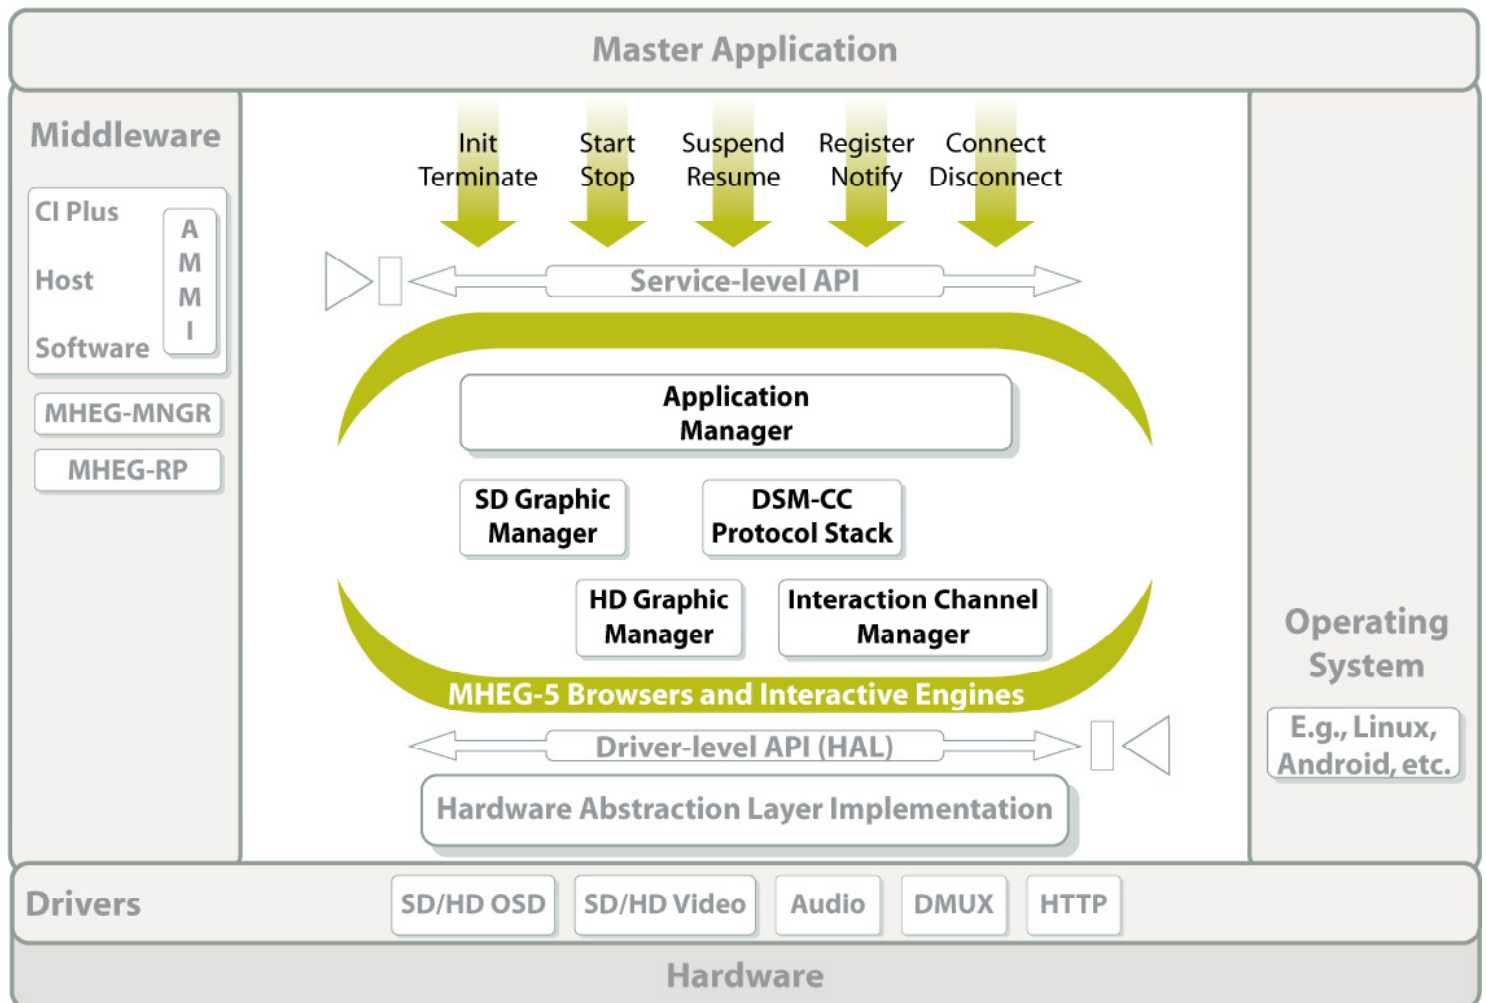 Master Application
Middleware
CI Plus
Host
Software
A
M
M
I
MHEG-MNGR
MHEG-RP
Init
Terminate
Start
Stop
Suspend
Resume
Register
Notify
Connect
Disconnect
Service-level API
Application
Manager
SD Graphic
Manager
DSM-CC
Protocol Stack
HD Graphic
Manager
Interaction Channel
Manager
MHEG-5 Browsers and Interactive Engines
Driver-level API (HAL)
Hardware Abstraction Layer Implementation
Operating
System
E.g., Linux,
Android, etc.
Drivers
SD/HD OSD
SD/HD Video
Audio
DMUX
HTTP
Hardware